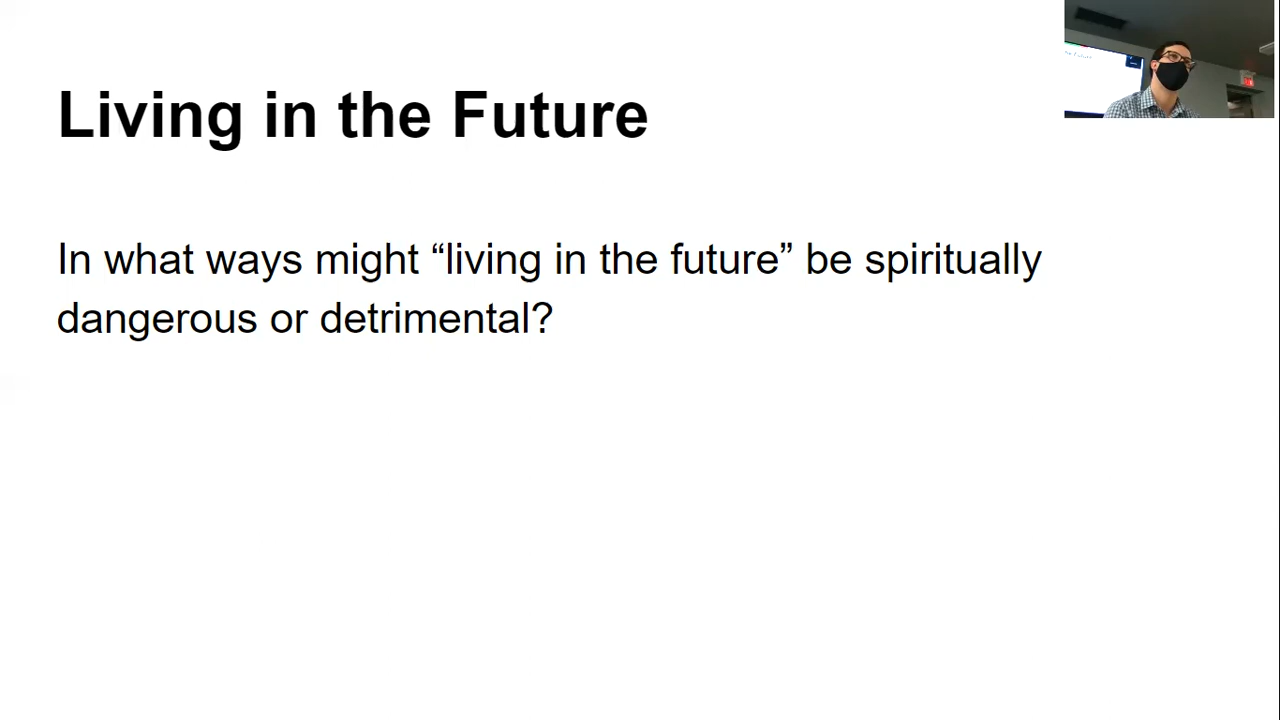 Living in the Future
In what ways might “living in the future” be spiritually
dangerous or detrimental?